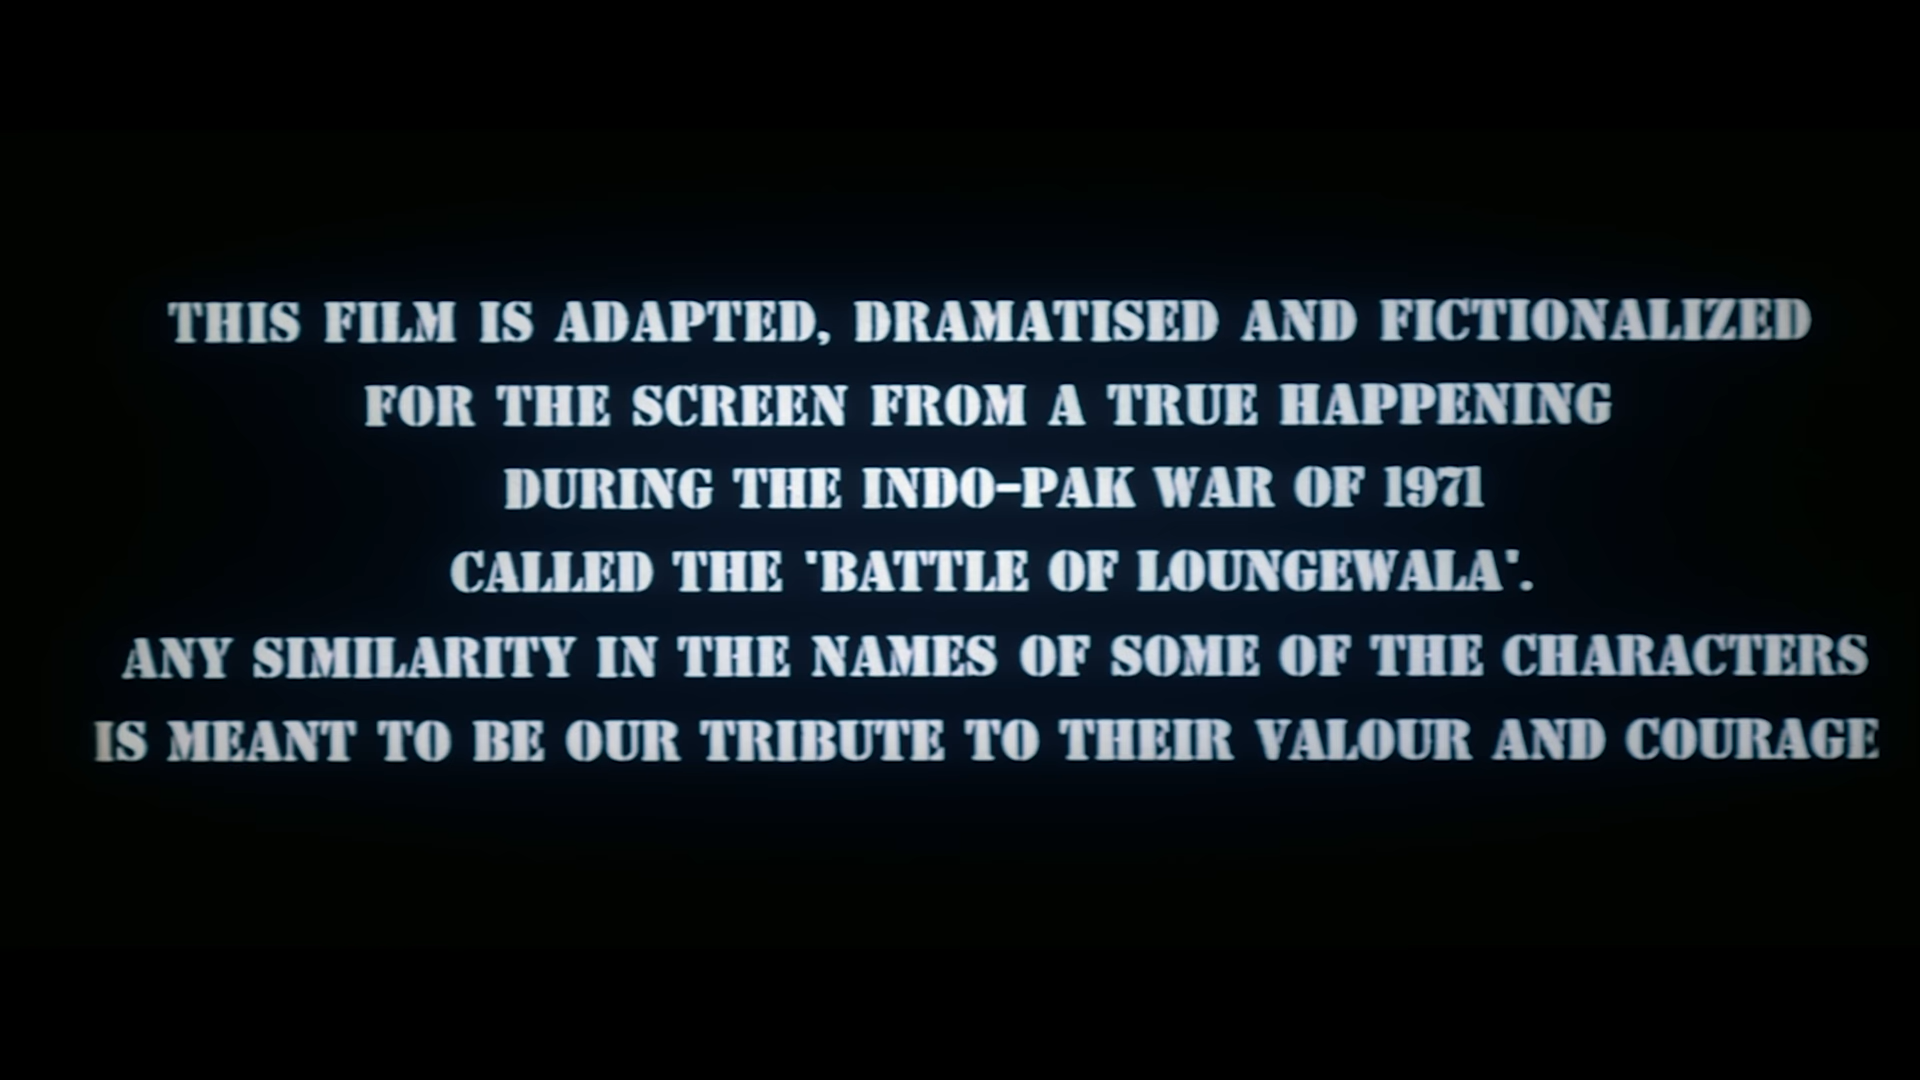 THIS FILM IS ADAPTED, DRAMATISED AND FICTIONALIZED
FOR THE SCREEN FROM A TRUE HAPPENING
DURING THE INDO-PAK WAR OF 1971
CALLED THE 'BATTLE OF LOUNGEWALA'.
ANY SIMILARITY IN THE NAMES OF SOME OF THE CHARACTERS
IS MEANT TO BE OUR TRIBUTE TO THEIR VALOUR AND COURAGE